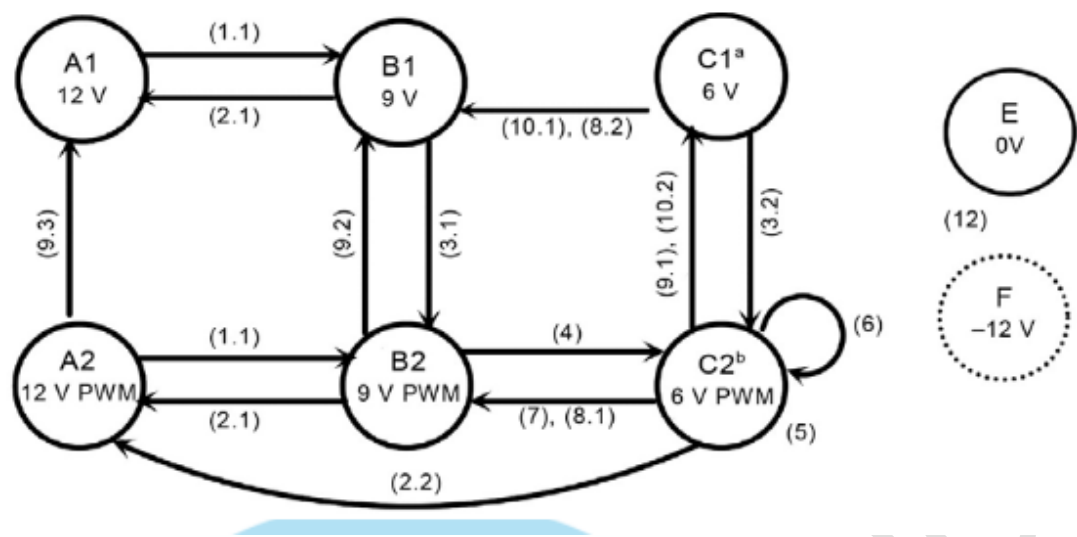 A1
12 V
(1.1)
(2.1)
B1
9 V
C1ᵃ
6 V
(10.1), (8.2)
E
0V
(12)
F
–12 V
(9.3)
(9.2)
(3.1)
(9.1), (10.2)
(3.2)
A2
12 V PWM
(1.1)
(2.1)
B2
9 V PWM
(4)
(7), (8.1)
C2ᵇ
6 V PWM
(6)
(5)
(2.2)